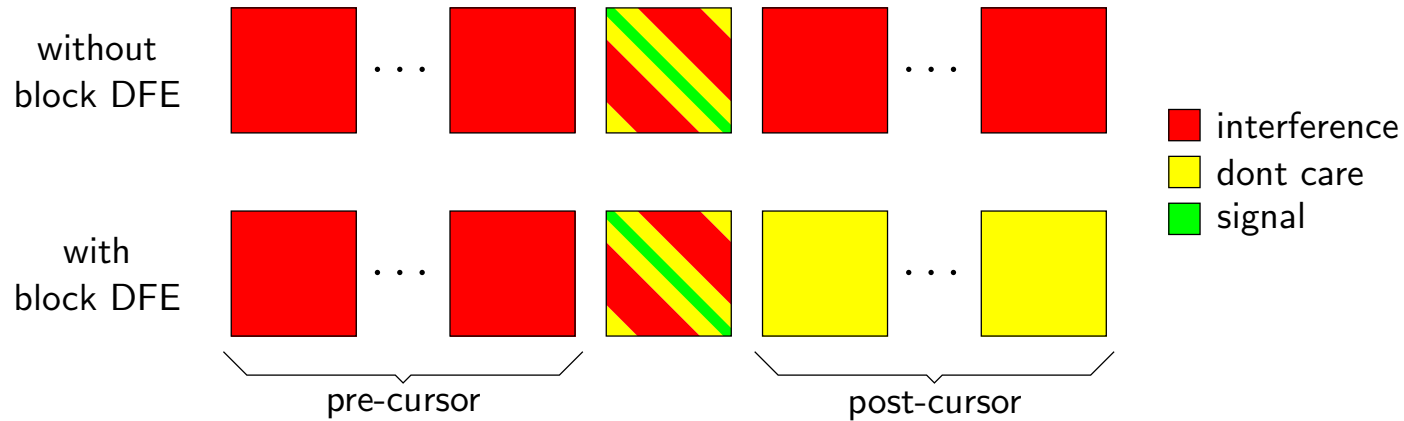 without
block DFE
. . .
. . .
interference
dont care
signal
with
block DFE
. . .
. . .
pre-cursor
post-cursor